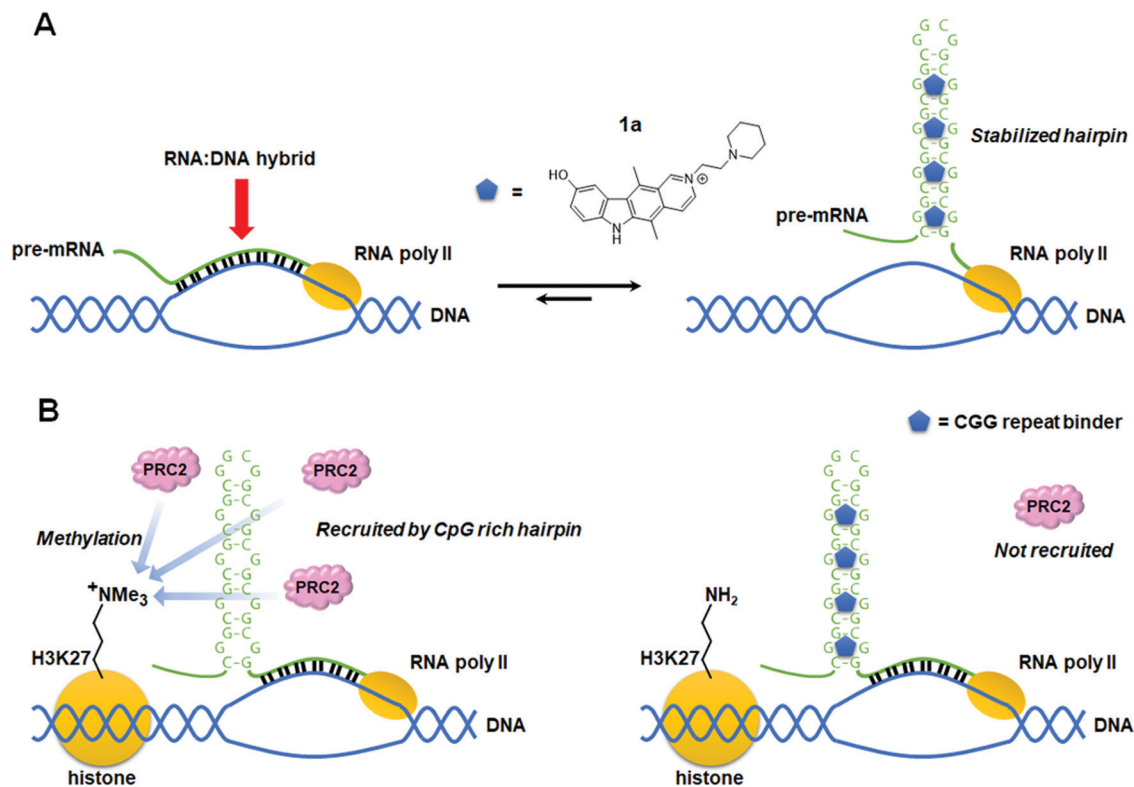 A
RNA:DNA hybrid
pre-mRNA
RNA poly II
DNA
1a
=
HO
N
H
N
+
N
Stabilized hairpin
pre-mRNA
RNA poly II
DNA
B
PRC2
PRC2
PRC2
Methylation
Recruited by CpG rich hairpin
+NMe3
H3K27
RNA poly II
DNA
histone
= CGG repeat binder
PRC2
Not recruited
NH2
H3K27
RNA poly II
DNA
histone